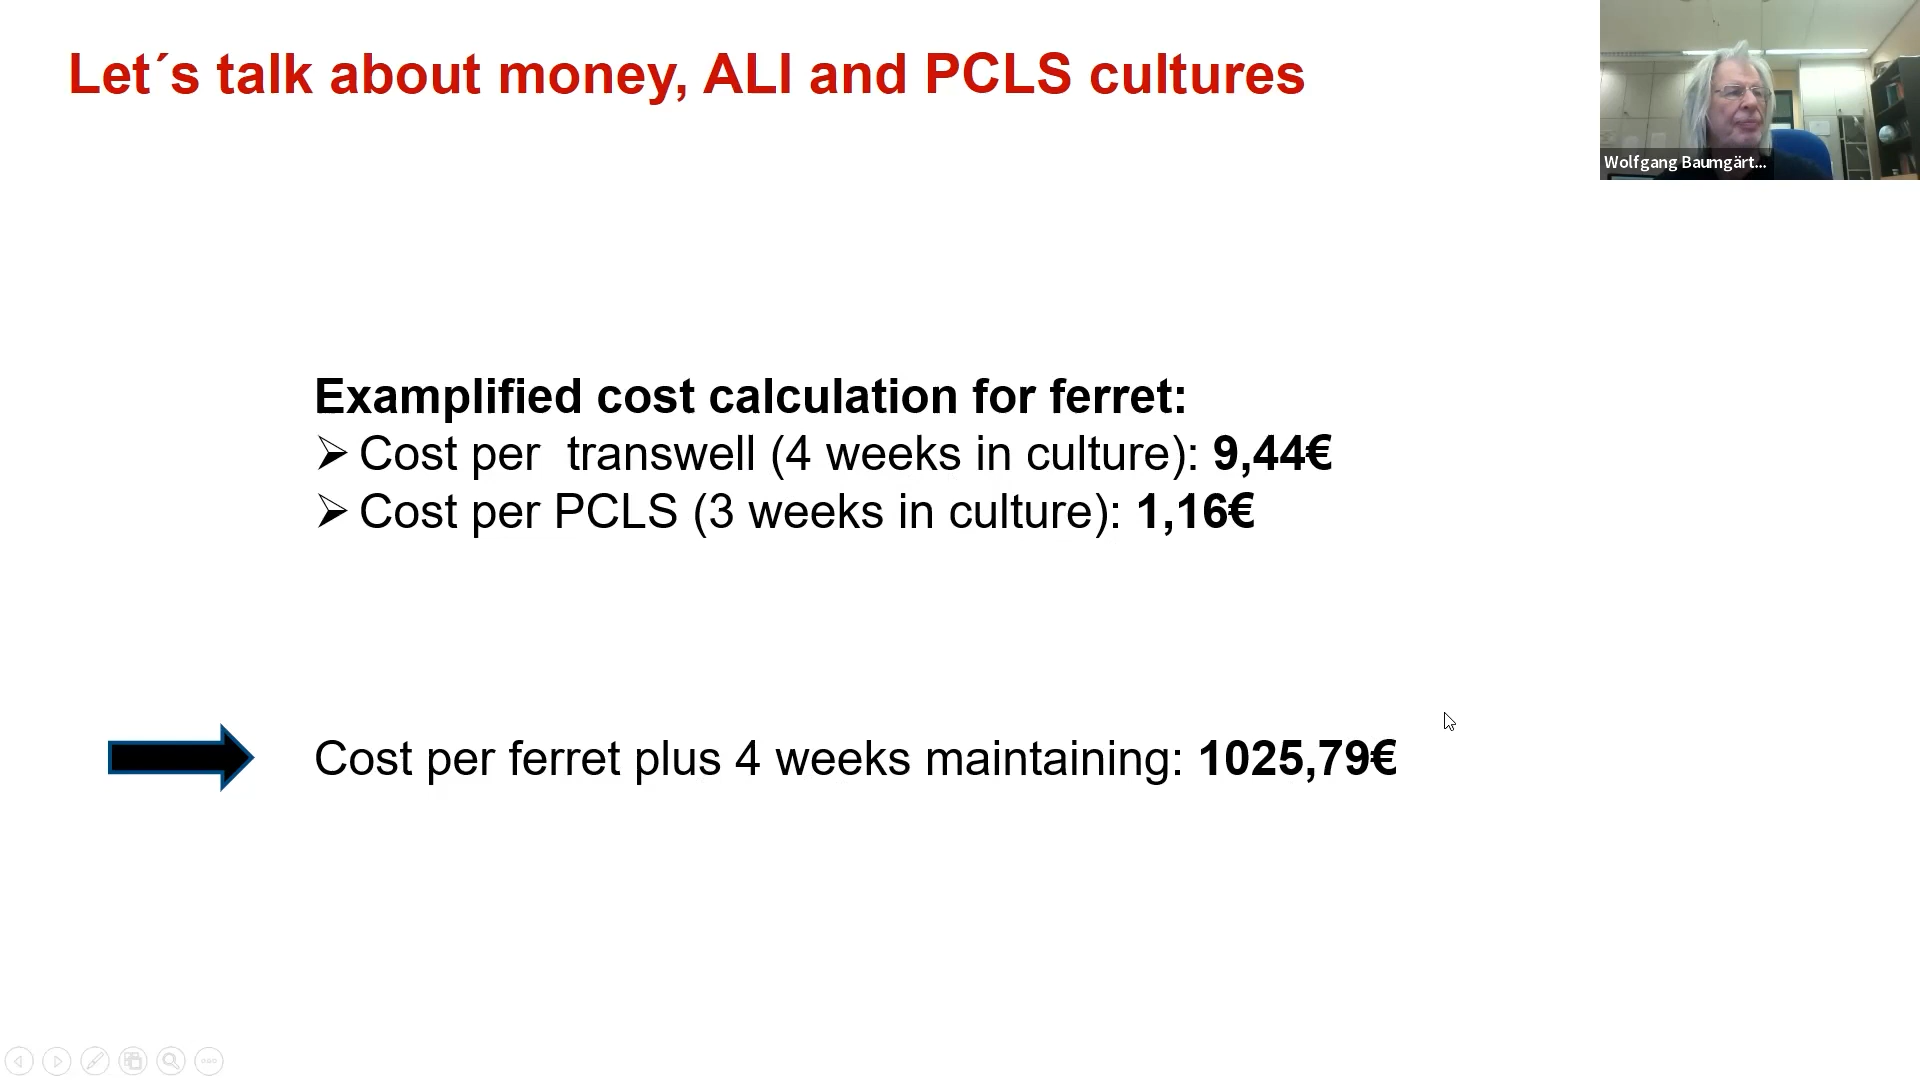 Let´s talk about money, ALI and PCLS cultures
Wolfgang Baumgärt...
Examplified cost calculation for ferret:
➢ Cost per  transwell (4 weeks in culture): 9,44€
➢ Cost per PCLS (3 weeks in culture): 1,16€
Cost per ferret plus 4 weeks maintaining: 1025,79€